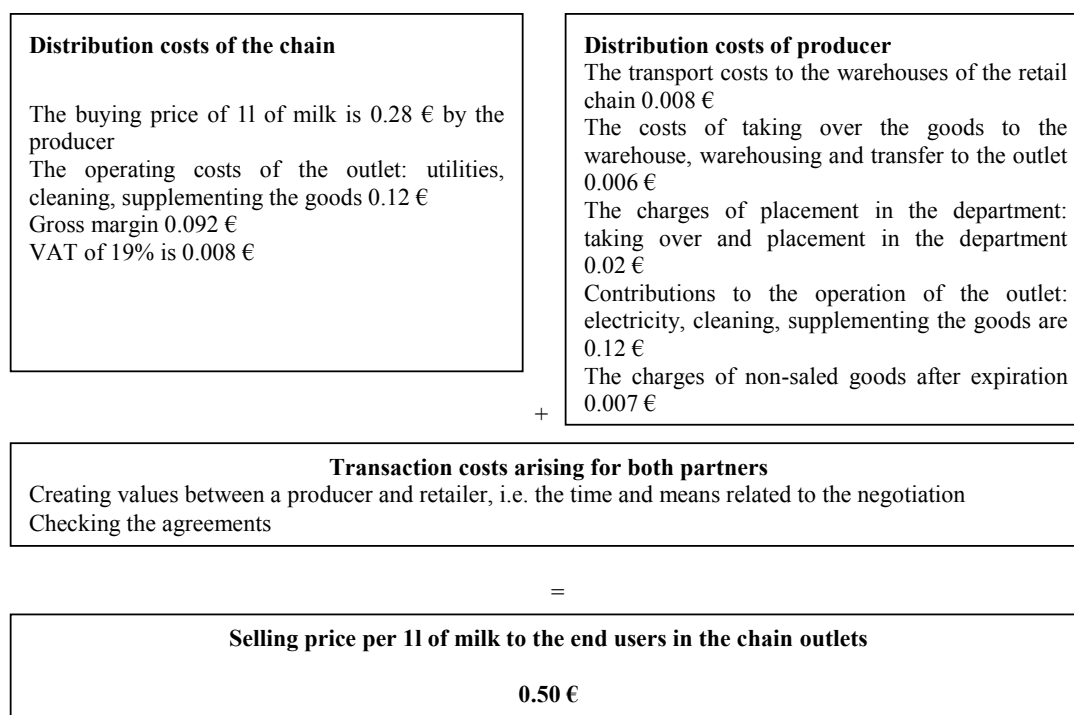 Distribution costs of the chain
The buying price of 1l of milk is 0.28 € by the
producer
The operating costs of the outlet: utilities,
cleaning, supplementing the goods 0.12 €
Gross margin 0.092 €
VAT of 19% is 0.008 €
Distribution costs of producer
The transport costs to the warehouses of the retail
chain 0.008 €
The costs of taking over the goods to the
warehouse, warehousing and transfer to the outlet
0.006 €
The charges of placement in the department:
taking over and placement in the department
0.02 €
Contributions to the operation of the outlet:
electricity, cleaning, supplementing the goods are
0.12 €
The charges of non-saled goods after expiration
0.007 €
+
Transaction costs arising for both partners
Creating values between a producer and retailer, i.e. the time and means related to the negotiation
Checking the agreements
=
Selling price per 1l of milk to the end users in the chain outlets
0.50 €